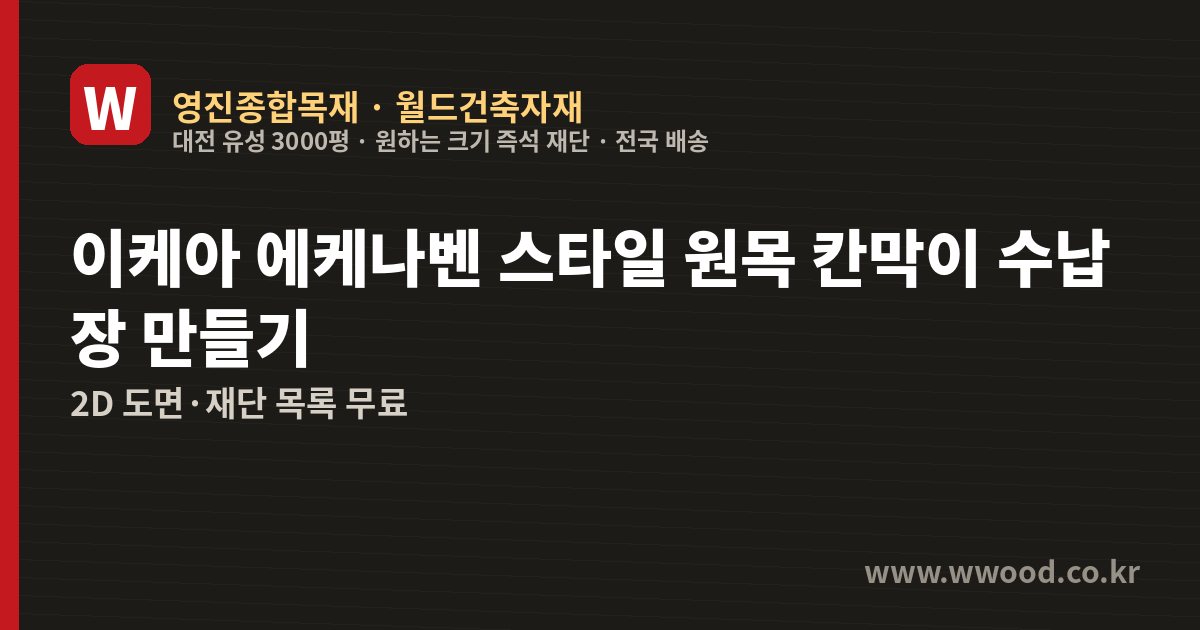 W
영진종합목재 · 월드건축자재
대전 유성 3000평 · 원하는 크기 즉석 재단 · 전국 배송
이케아 에케나벤 스타일 원목 칸막이 수납
장 만들기
2D 도면·재단 목록 무료
www.wwood.co.kr